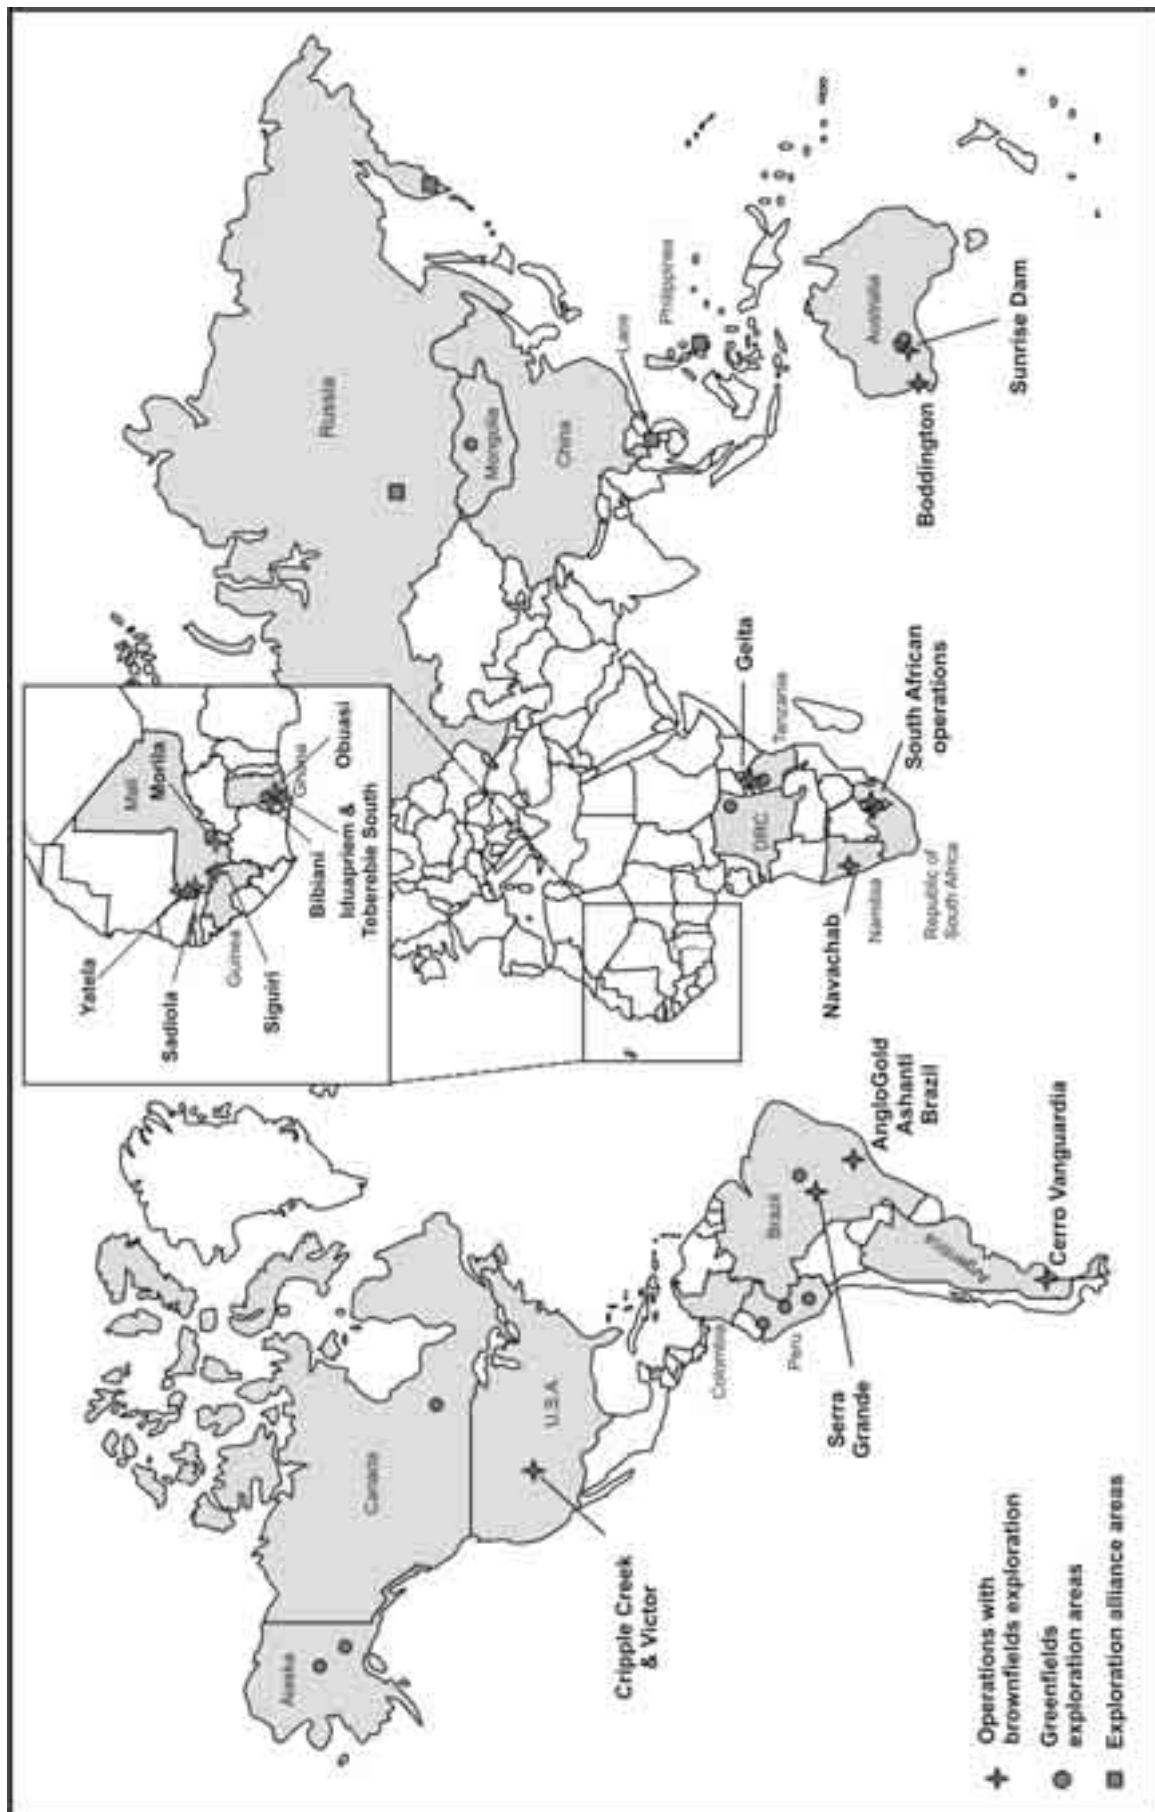 Alaska
Canada
U.S.A.
Cripple Creek
& Victor
Colombia
Peru
Brazil
Argentina
Serra
Grande
AngloGold
Ashanti
Brazil
Cerro Vanguardia
Yatela
Sadiola
Siguiri
Guinea
Mali
Morila
Ghana
Obuasi
Bibiani
Iduapriem &
Teberebie South
Russia
Mongolia
China
Laos
Philippines
DRC
Tanzania
Geita
Namibia
Navachab
Republic of
South Africa
South African
operations
Australia
Boddington
Sunrise Dam
Operations with
brownfields exploration
Greenfields
exploration areas
Exploration alliance areas